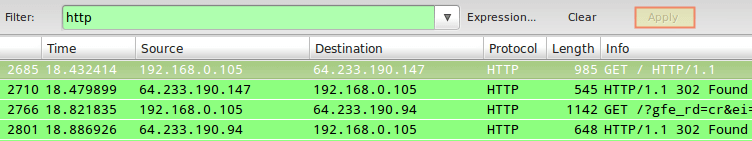 Filter: http Expression... Clear Apply
Time Source Destination Protocol Length Info
2685 18.432414 192.168.0.105 64.233.190.147 HTTP 985 GET / HTTP/1.1
2710 18.479899 64.233.190.147 192.168.0.105 HTTP 545 HTTP/1.1 302 Found
2766 18.821835 192.168.0.105 64.233.190.94 HTTP 1142 GET /?gfe_rd=cr&ei=
2801 18.886926 64.233.190.94 192.168.0.105 HTTP 648 HTTP/1.1 302 Found